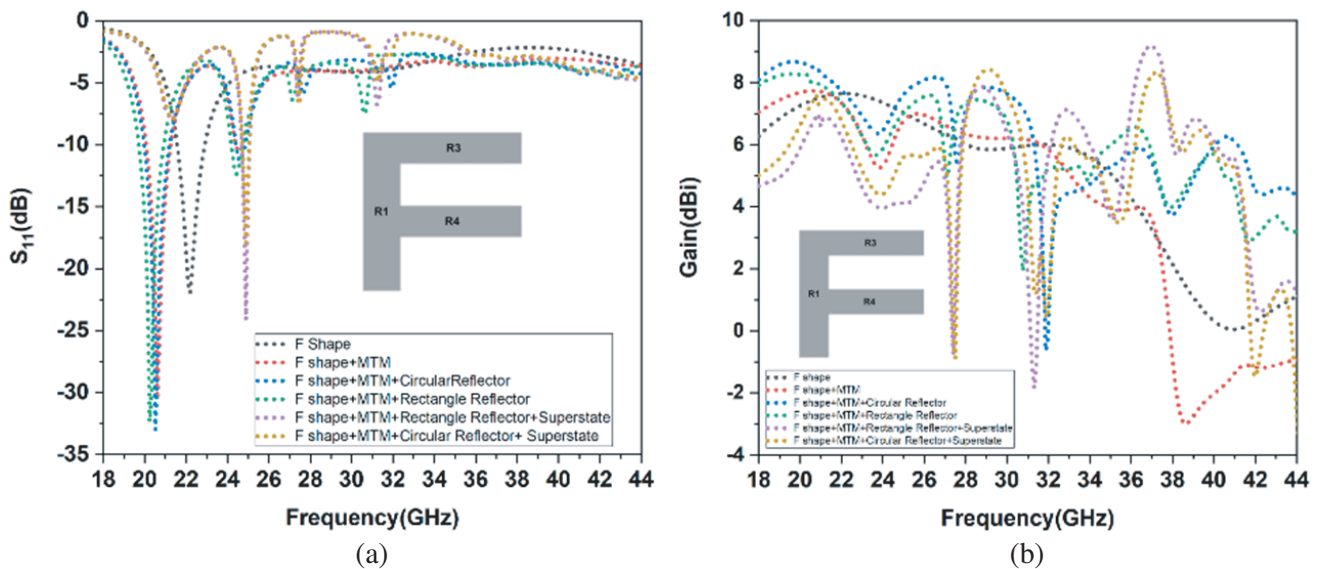 0
-5
-10
-15
-20
-25
-30
-35
S11(dB)
R3
R1
R4
F Shape
F shape+MTM
F shape+MTM+CircularReflector
F shape+MTM+Rectangle Reflector
F shape+MTM+Rectangle Reflector+Superstate
F shape+MTM+Circular Reflector+ Superstate
18 20 22 24 26 28 30 32 34 36 38 40 42 44
Frequency(GHz)
(a)
10
8
6
4
2
0
-2
-4
Gain(dBi)
R3
R1
R4
F shape
F shape+MTM
F shape+MTM+Circular Reflector
F shape+MTM+Rectangle Reflector
F shape+MTM+Rectangle Reflector+Superstate
F shape+MTM+Circular Reflector+Superstate
18 20 22 24 26 28 30 32 34 36 38 40 42 44
Frequency(GHz)
(b)